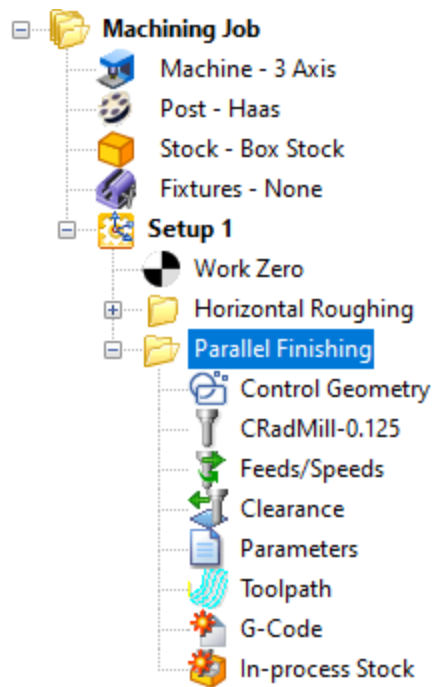 Machining Job
Machine - 3 Axis
Post - Haas
Stock - Box Stock
Fixtures - None
Setup 1
Work Zero
Horizontal Roughing
Parallel Finishing
Control Geometry
CRadMill-0.125
Feeds/Speeds
Clearance
Parameters
Toolpath
G-Code
In-process Stock